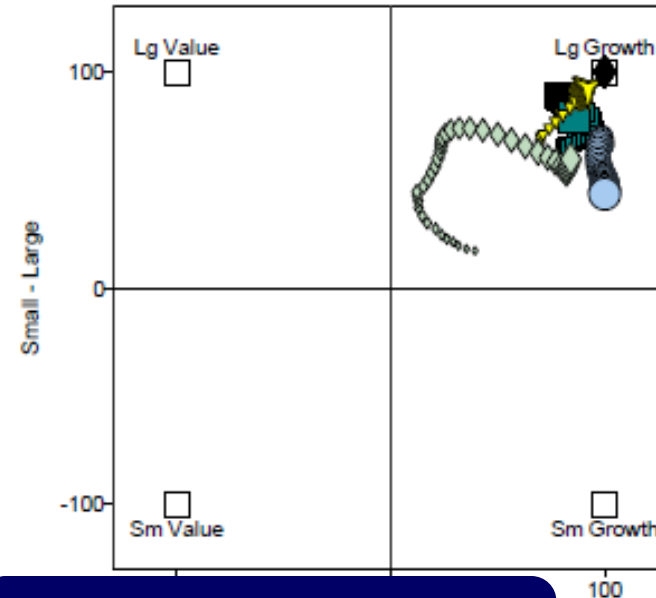 Lg Value
Lg Growth
100
Small - Large
0
-100
Sm Value
Sm Growth
100